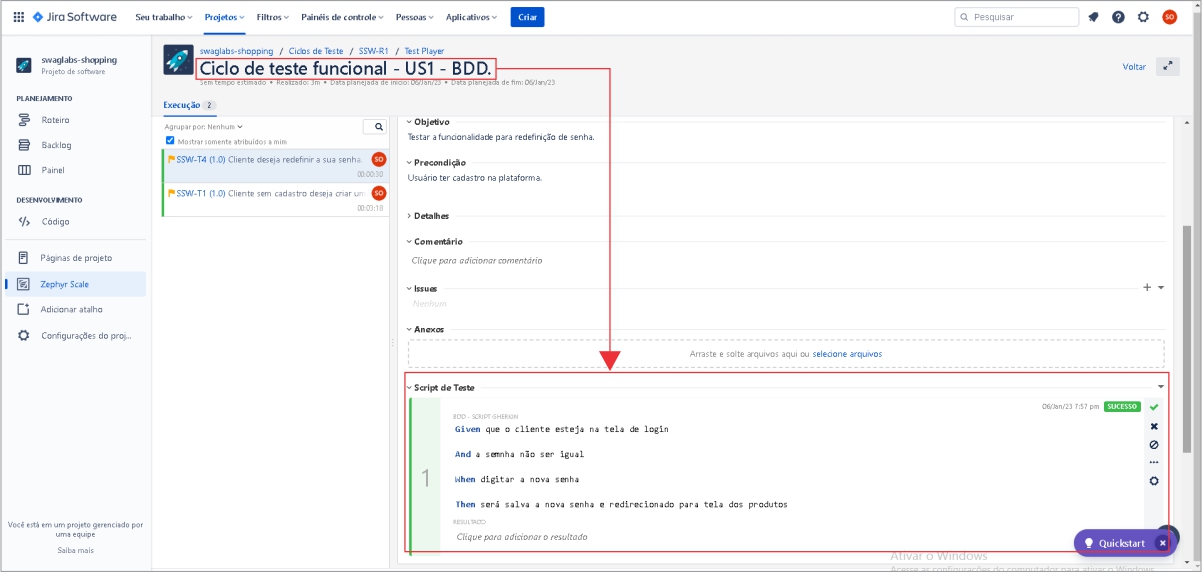 Jira Software
Seu trabalho
Projetos
Filtros
Painéis de controle
Pessoas
Aplicativos
Criar
Pesquisar
SO
swaglabs-shopping
Projeto de software
PLANEJAMENTO
Roteiro
Backlog
Painel
DESENVOLVIMENTO
Código
Páginas de projeto
Zephyr Scale
Adicionar atalho
Configurações do proj...
Você está em um projeto gerenciado por
uma equipe
Saiba mais
swaglabs-shopping / Ciclos de Teste / SSW-R1 / Test Player
Ciclo de teste funcional - US1 - BDD.
Sem tempo estimado • Realizado: 3m • Data planejada de início: 06/Jan/23 • Data planejada de fim: 06/Jan/23
Voltar
Execução 2
Agrupar por: Nenhum
Mostrar somente atribuídos a mim
SSW-T4 (1.0) Cliente deseja redefinir a sua senha. SO
00:00:30
SSW-T1 (1.0) Cliente sem cadastro deseja criar um SO
00:03:18
Objetivo
Testar a funcionalidade para redefinição de senha.
Precondição
Usuário ter cadastro na plataforma.
Detalhes
Comentário
Clique para adicionar comentário
Issues
Nenhum
Anexos
Arraste e solte arquivos aqui ou selecione arquivos
Script de Teste
06/Jan/23 7:57 pm SUCESSO
BDD - SCRIPT GHERKIN
1
Given que o cliente esteja na tela de login
And a semnha não ser igual
When digitar a nova senha
Then será salva a nova senha e redirecionado para tela dos produtos
RESULTADO
Clique para adicionar o resultado
Quickstart
Ativar o Windows
Acesse as configurações do computador para ativar o Windows